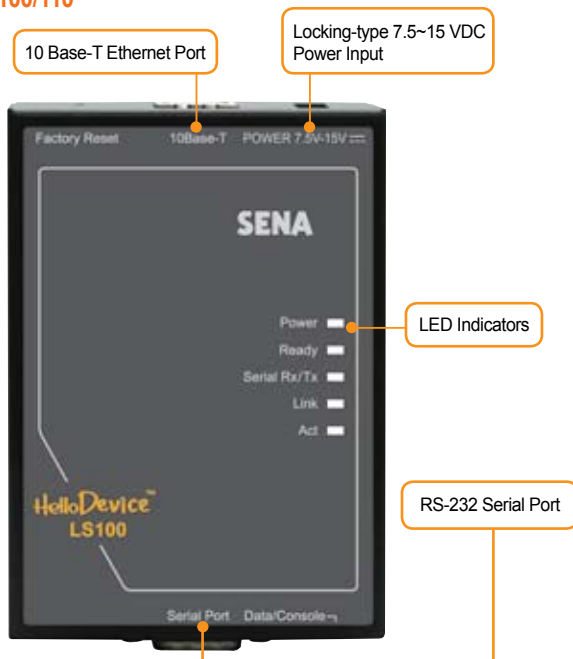 100/110
10 Base-T Ethernet Port
Locking-type 7.5~15 VDC
Power Input
Factory Reset
10Base-T
POWER 7.5V-15V
SENA
Power
Ready
Serial Rx/Tx
Link
Act
LED Indicators
HelloDevice™
LS100
RS-232 Serial Port
Serial Port
Data/Console